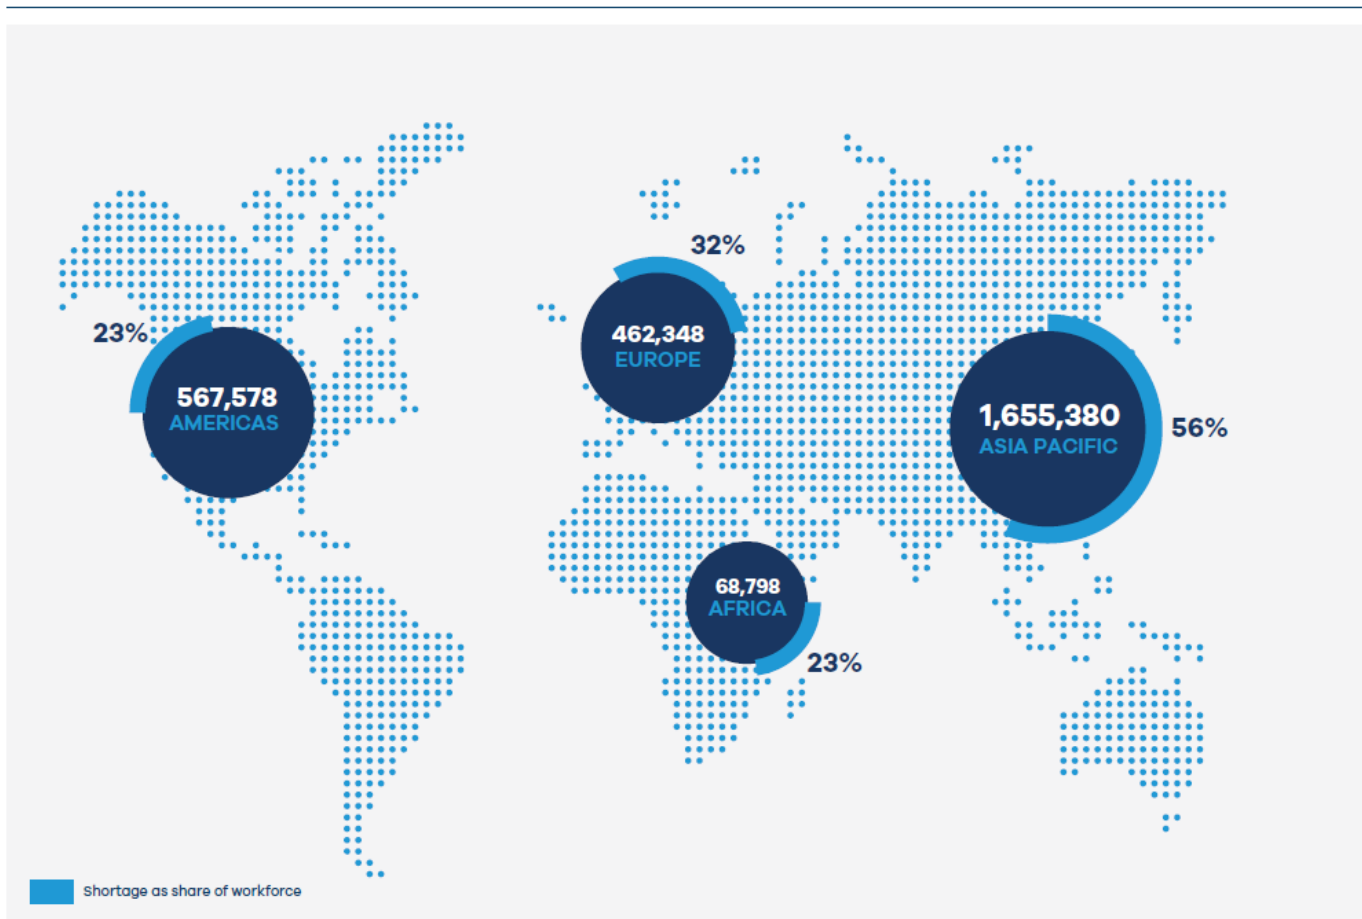 32%
462,348
EUROPE
23%
567,578
AMERICAS
1,655,380
ASIA PACIFIC
56%
68,798
AFRICA
23%
Shortage as share of workforce